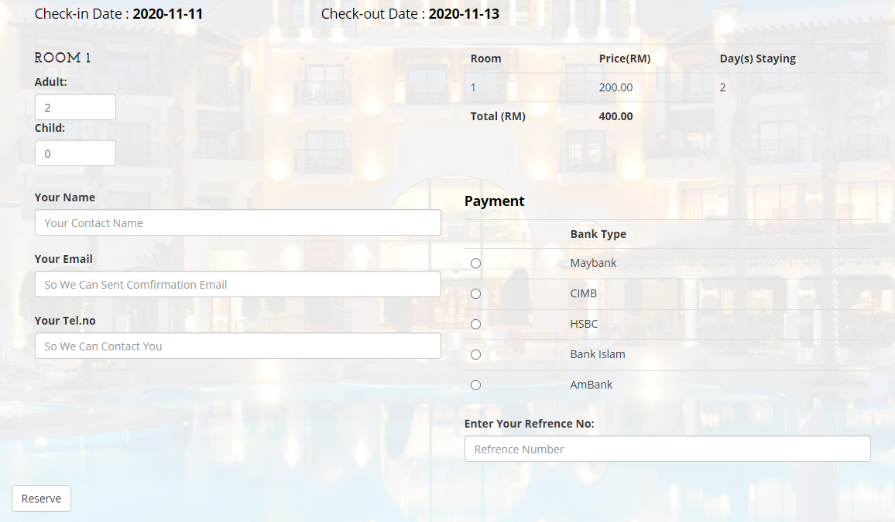 Check-in Date : 2020-11-11
Check-out Date : 2020-11-13
ROOM 1
Adult:
2
Child:
0
Your Name
Your Contact Name
Your Email
So We Can Sent Comfirmation Email
Your Tel.no
So We Can Contact You
Room Price(RM) Day(s) Staying
1 200.00 2
Total (RM) 400.00
Payment
Bank Type
Maybank
CIMB
HSBC
Bank Islam
AmBank
Enter Your Refrence No:
Refrence Number
Reserve